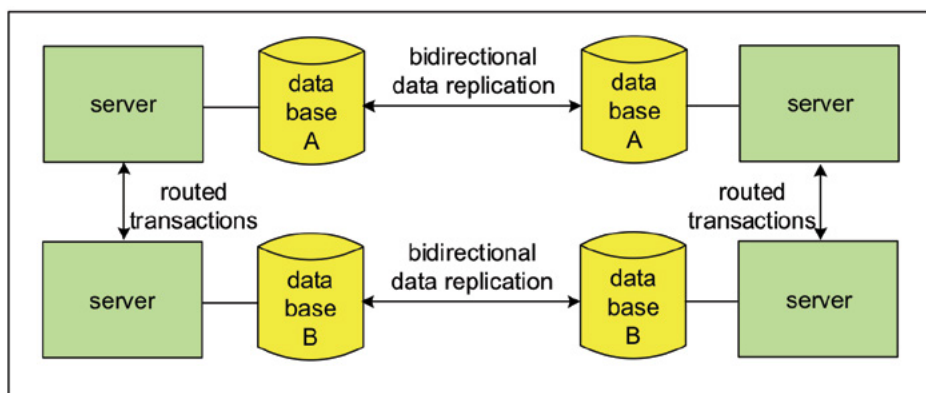 server
data
base
A
bidirectional
data replication
data
base
A
server
routed
transactions
routed
transactions
server
data
base
B
bidirectional
data replication
data
base
B
server